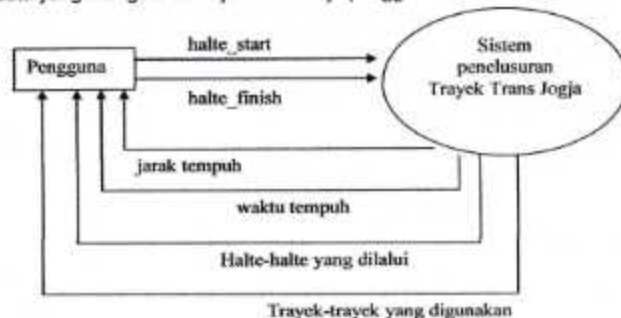 halte_start
Pengguna
halte_finish
Sistem
penelusuran
Trayek Trans Jogja
jarak tempuh
waktu tempuh
Halte-halte yang dilalui
Trayek-trayek yang digunakan